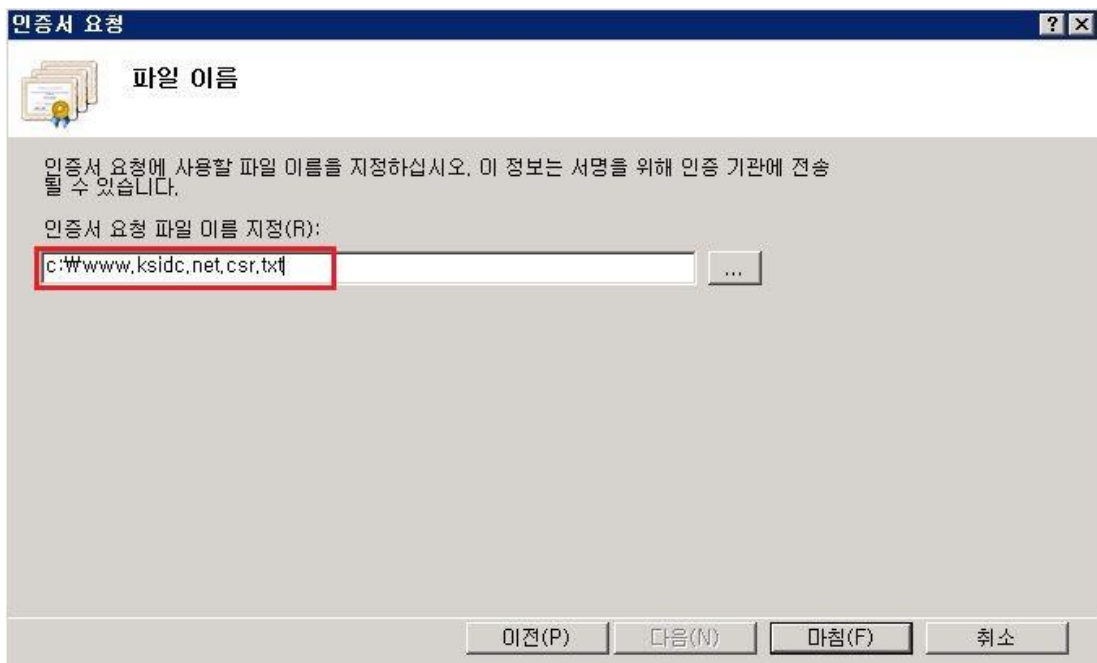 인증서 요청
파일 이름
인증서 요청에 사용할 파일 이름을 지정하십시오. 이 정보는 서명을 위해 인증 기관에 전송
될 수 있습니다.
인증서 요청 파일 이름 지정(R):
c:₩www.ksidc.net.csr.txt
...
이전(P) 다음(N) 마침(F) 취소